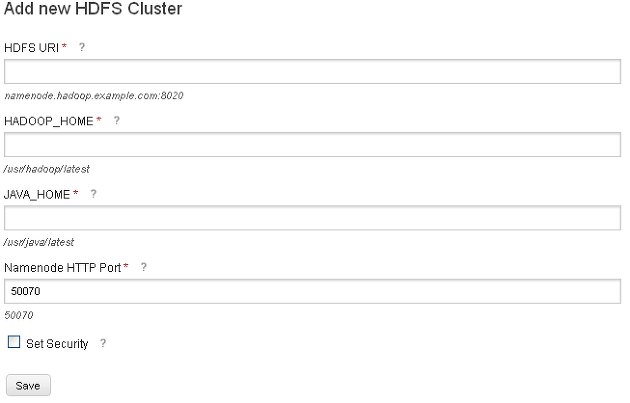 Add new HDFS Cluster
HDFS URI * ?
namenode.hadoop.example.com:8020
HADOOP_HOME * ?
/usr/hadoop/latest
JAVA_HOME * ?
/usr/java/latest
Namenode HTTP Port * ?
50070
50070
Set Security ?
Save